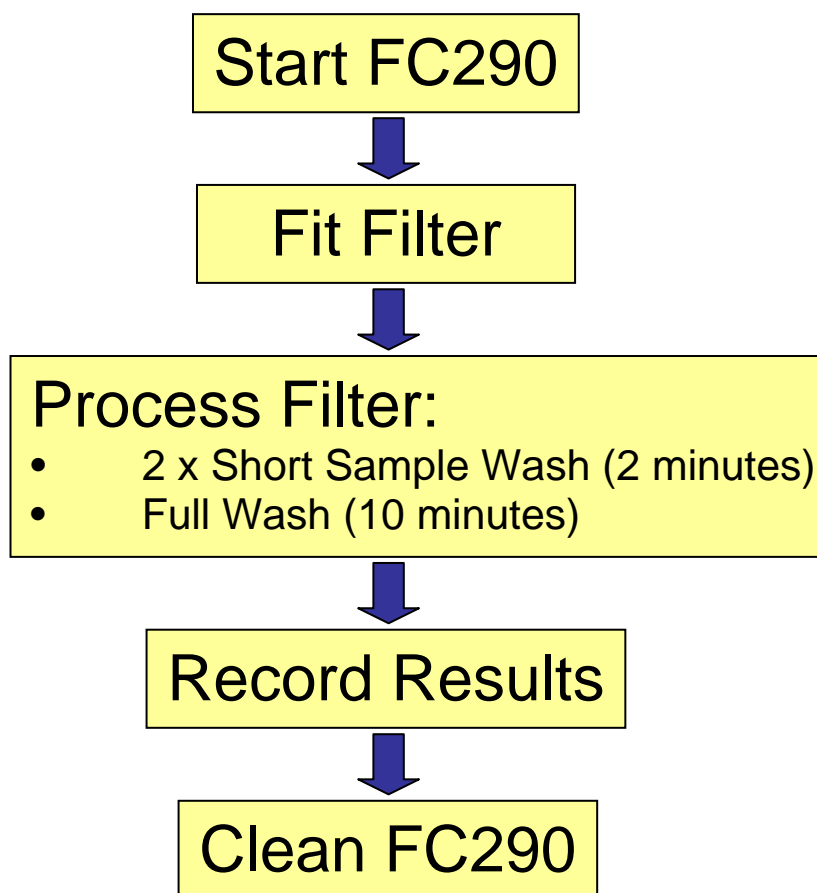 Start FC290
Fit Filter
Process Filter:
• 2 x Short Sample Wash (2 minutes)
• Full Wash (10 minutes)
Record Results
Clean FC290